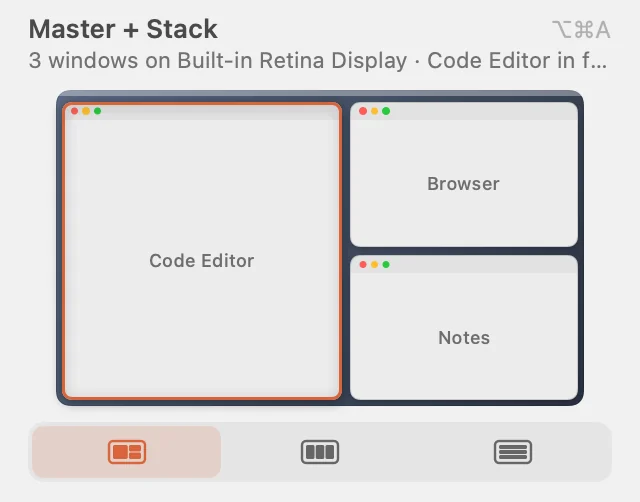 Master + Stack ⌥⌘A
3 windows on Built-in Retina Display · Code Editor in f...
Code Editor
Browser
Notes